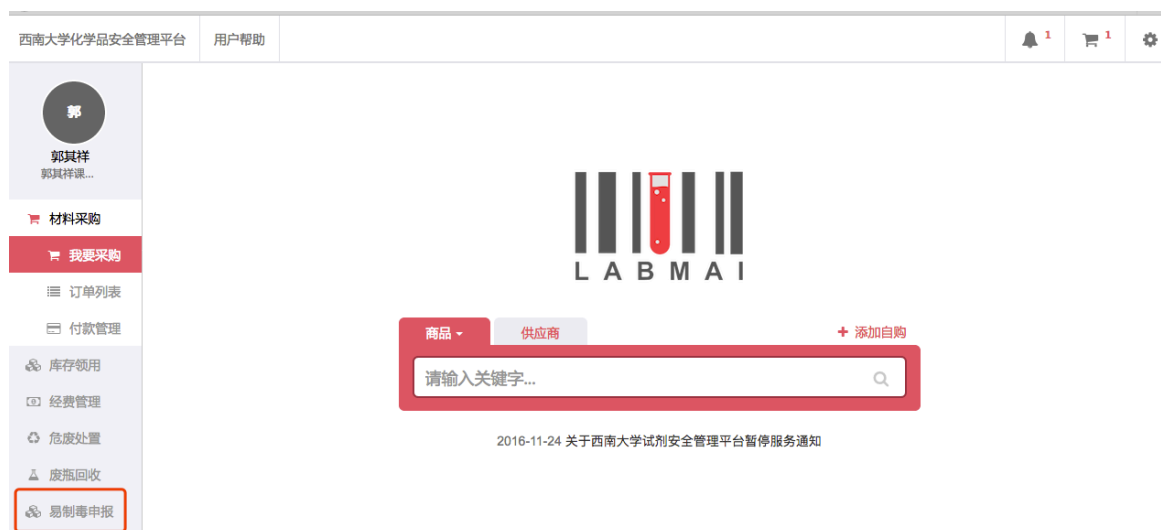 西南大学化学品安全管理平台 用户帮助 1 1
郭
郭其祥
郭其祥课...
材料采购
我要采购
订单列表
付款管理
库存领用
经费管理
危废处置
废瓶回收
易制毒申报
LABMAI
商品 供应商 添加自购
请输入关键字...
2016-11-24 关于西南大学试剂安全管理平台暂停服务通知